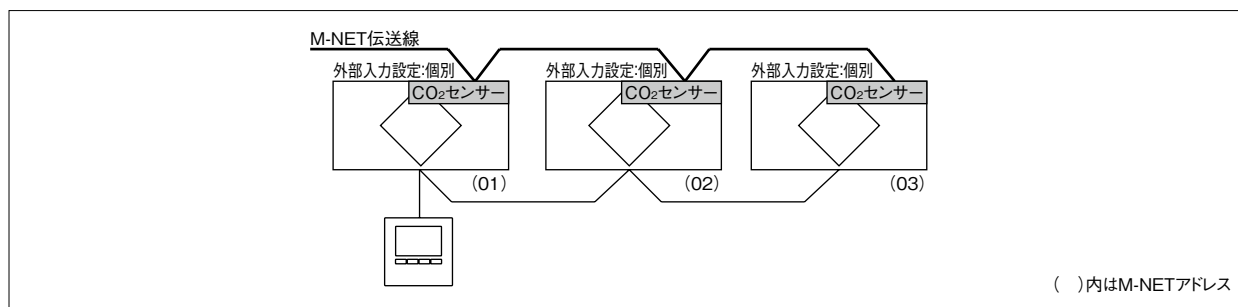 M-NET伝送線
外部入力設定:個別 外部入力設定:個別 外部入力設定:個別
CO₂センサー CO₂センサー CO₂センサー
(01) (02) (03)
( )内はM-NETアドレス